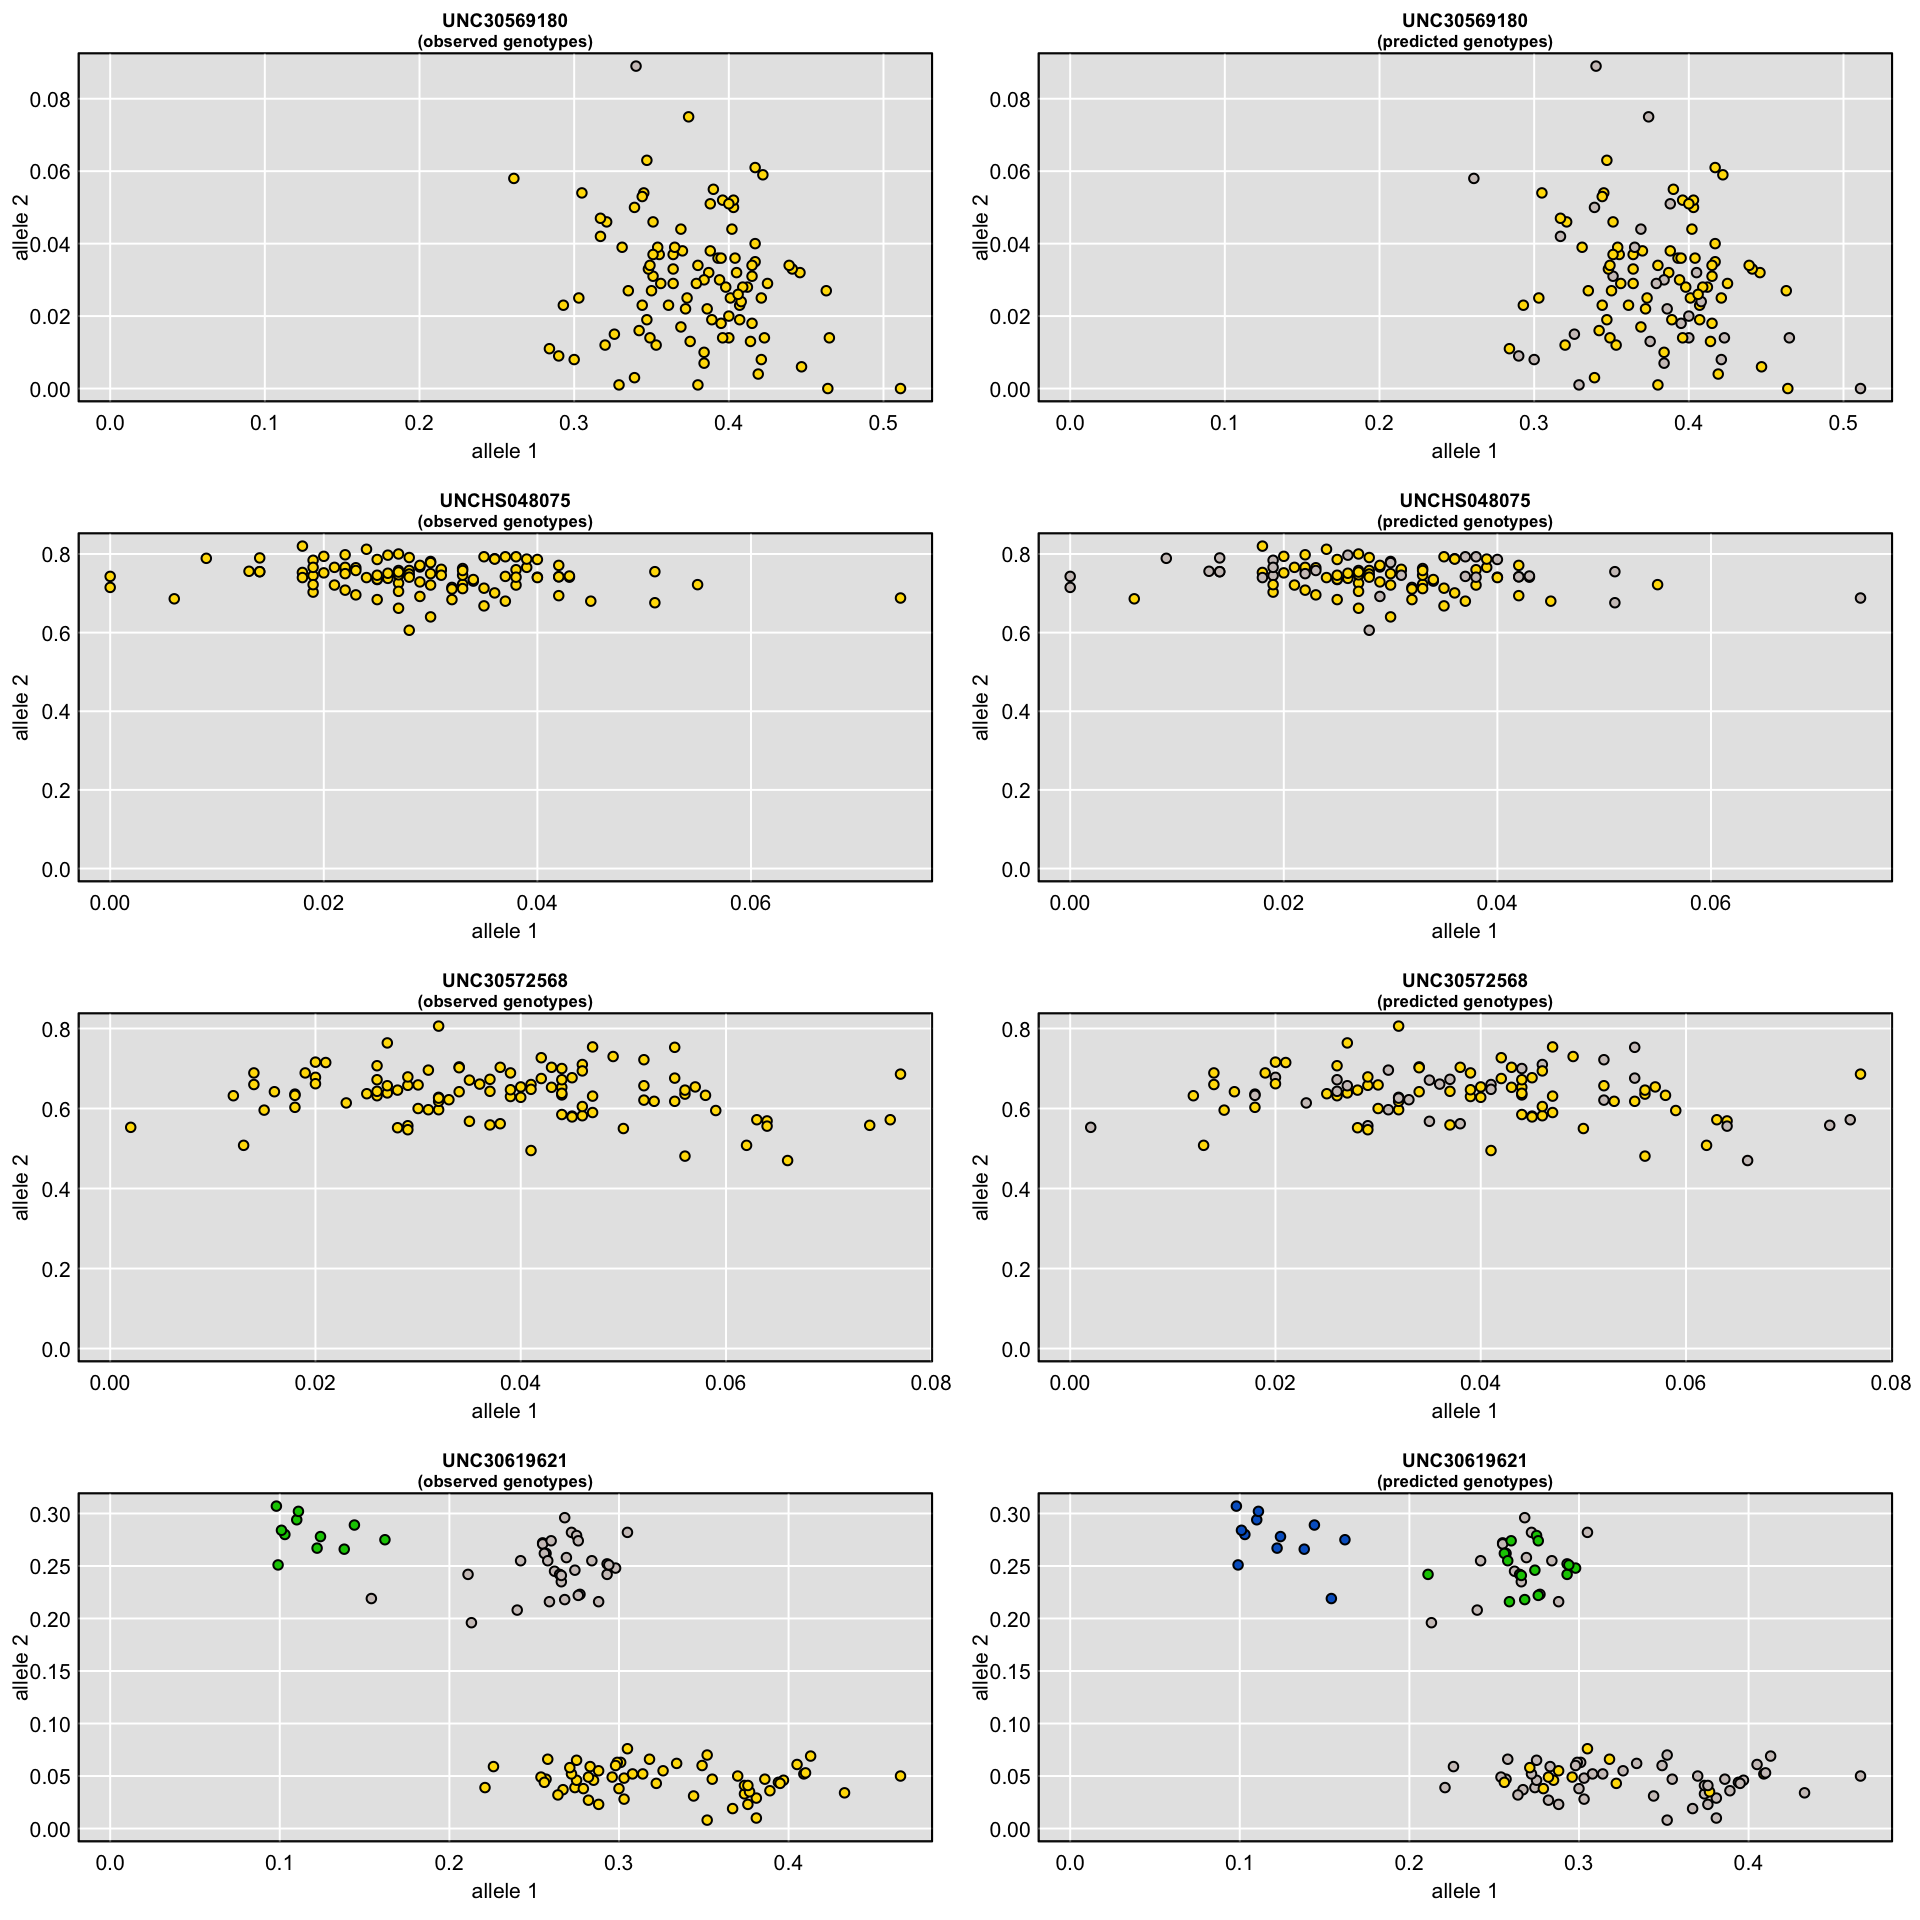 UNC30569180
(observed genotypes)
0.08
0.06
0.04
0.02
0.00
allele 2
0.0 0.1 0.2 0.3 0.4 0.5
allele 1
UNC30569180
(predicted genotypes)
0.08
0.06
0.04
0.02
0.00
allele 2
0.0 0.1 0.2 0.3 0.4 0.5
allele 1
UNCHS048075
(observed genotypes)
0.8
0.6
0.4
0.2
0.0
allele 2
0.00 0.02 0.04 0.06
allele 1
UNCHS048075
(predicted genotypes)
0.8
0.6
0.4
0.2
0.0
allele 2
0.00 0.02 0.04 0.06
allele 1
UNC30572568
(observed genotypes)
0.8
0.6
0.4
0.2
0.0
allele 2
0.00 0.02 0.04 0.06 0.08
allele 1
UNC30572568
(predicted genotypes)
0.8
0.6
0.4
0.2
0.0
allele 2
0.00 0.02 0.04 0.06 0.08
allele 1
UNC30619621
(observed genotypes)
0.30
0.25
0.20
0.15
0.10
0.05
0.00
allele 2
0.0 0.1 0.2 0.3 0.4
allele 1
UNC30619621
(predicted genotypes)
0.30
0.25
0.20
0.15
0.10
0.05
0.00
allele 2
0.0 0.1 0.2 0.3 0.4
allele 1